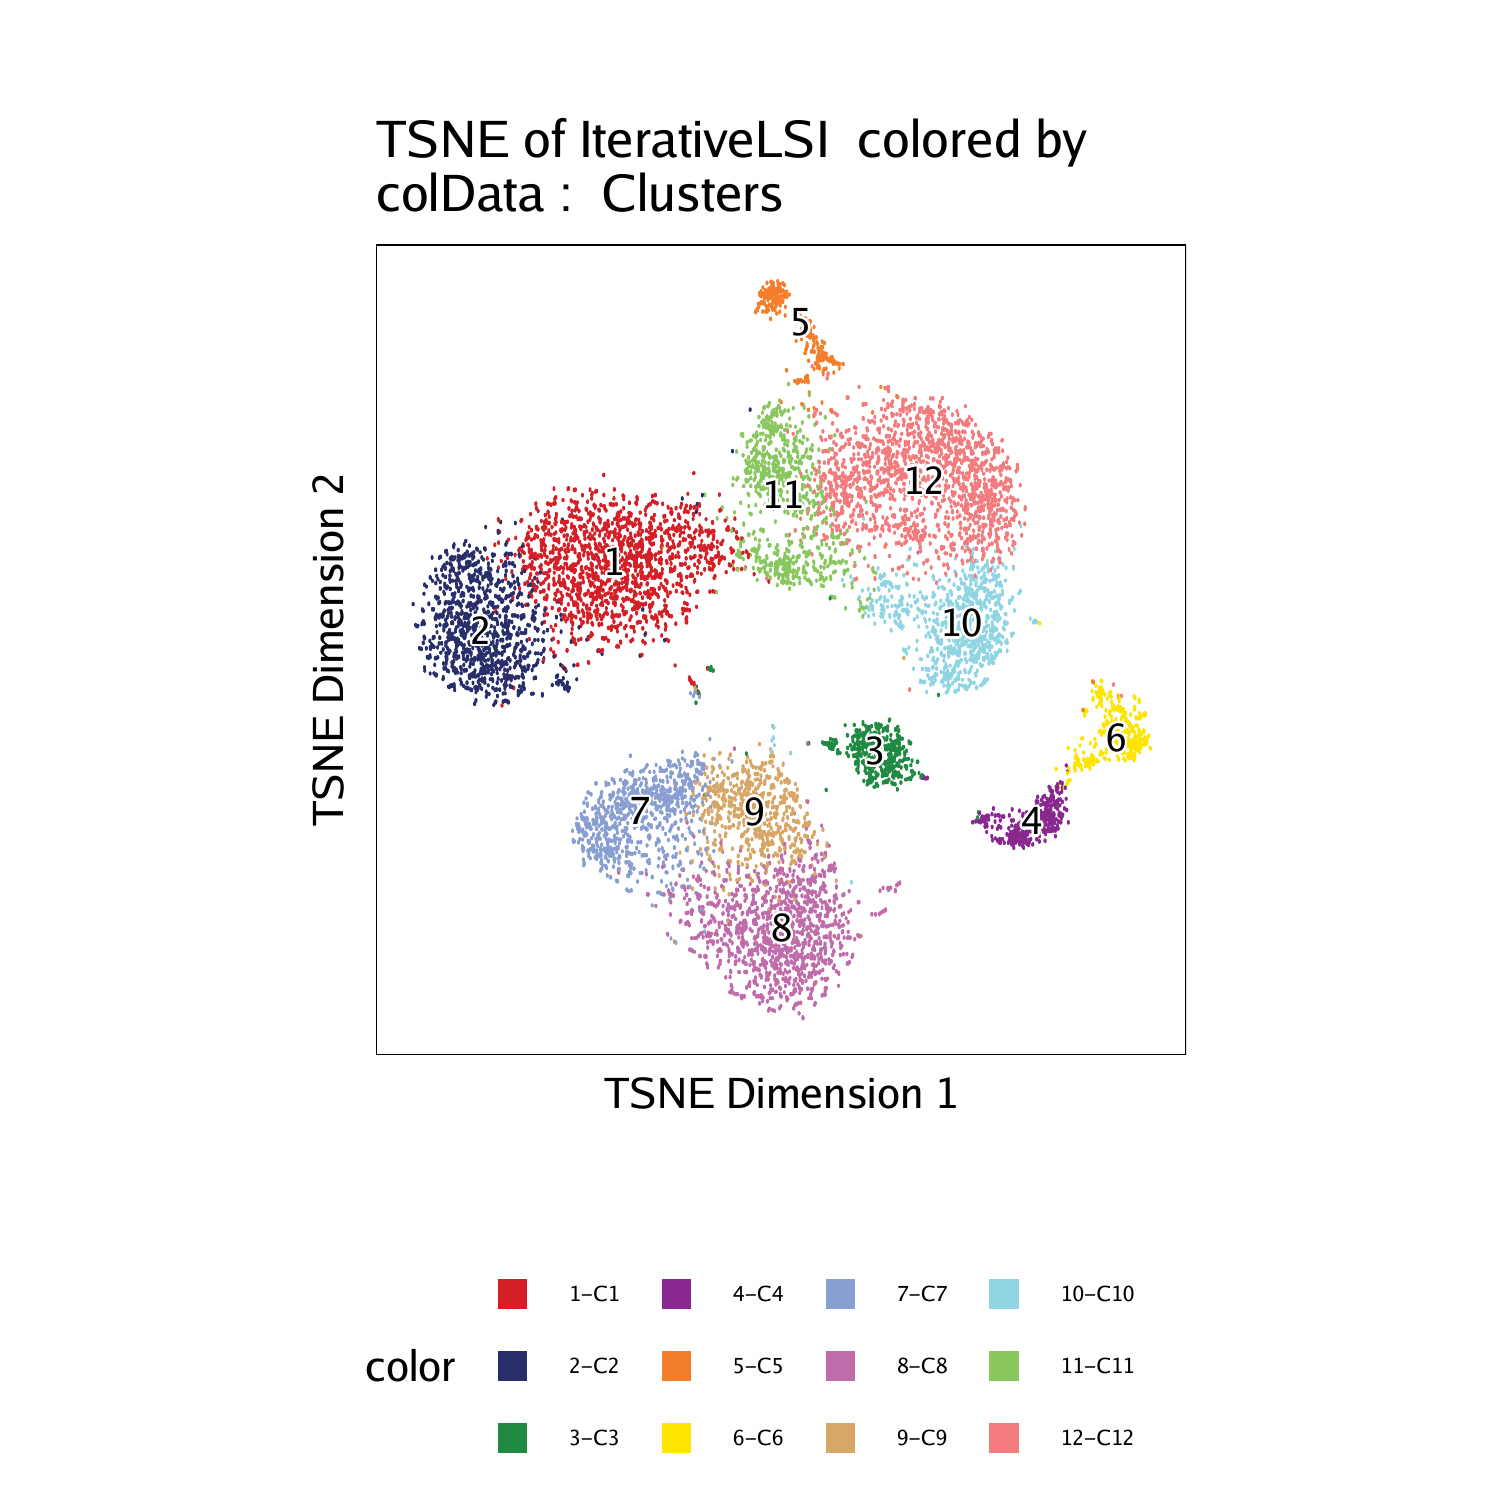 TSNE of IterativeLSI  colored by
colData :  Clusters
5
12
11
1
10
2
6
3
7
9
4
8
TSNE Dimension 2
TSNE Dimension 1
color
1–C1
2–C2
3–C3
4–C4
5–C5
6–C6
7–C7
8–C8
9–C9
10–C10
11–C11
12–C12